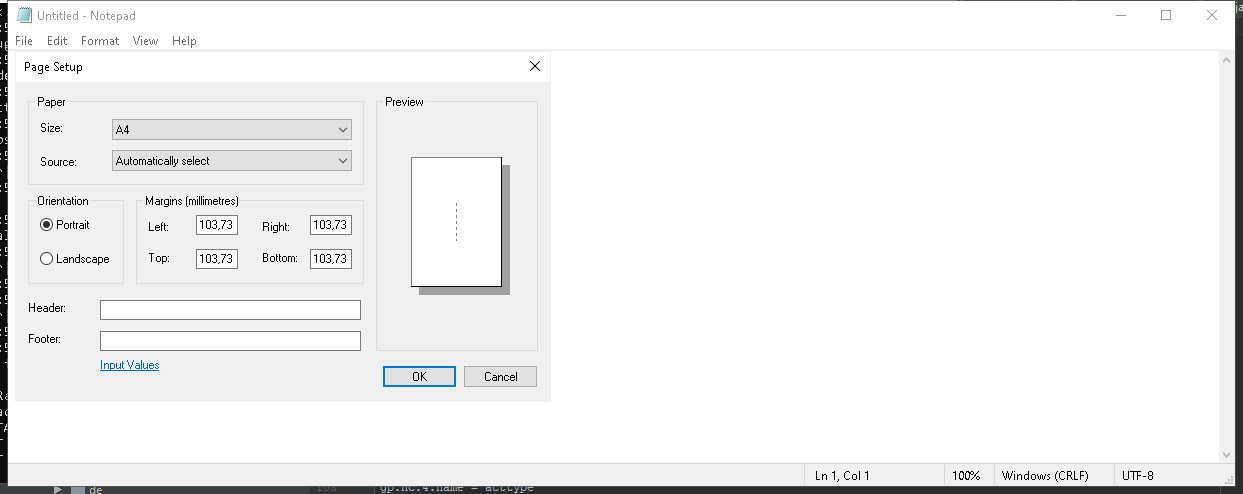 Untitled - Notepad
File Edit Format View Help
Page Setup
Paper
Size: A4
Source: Automatically select
Orientation
Portrait
Landscape
Margins (millimetres)
Left: 103,73 Right: 103,73
Top: 103,73 Bottom: 103,73
Preview
Header:
Footer:
Input Values
OK Cancel
Ln 1, Col 1 100% Windows (CRLF) UTF-8
de 109 gp.nc.4.name = acttype